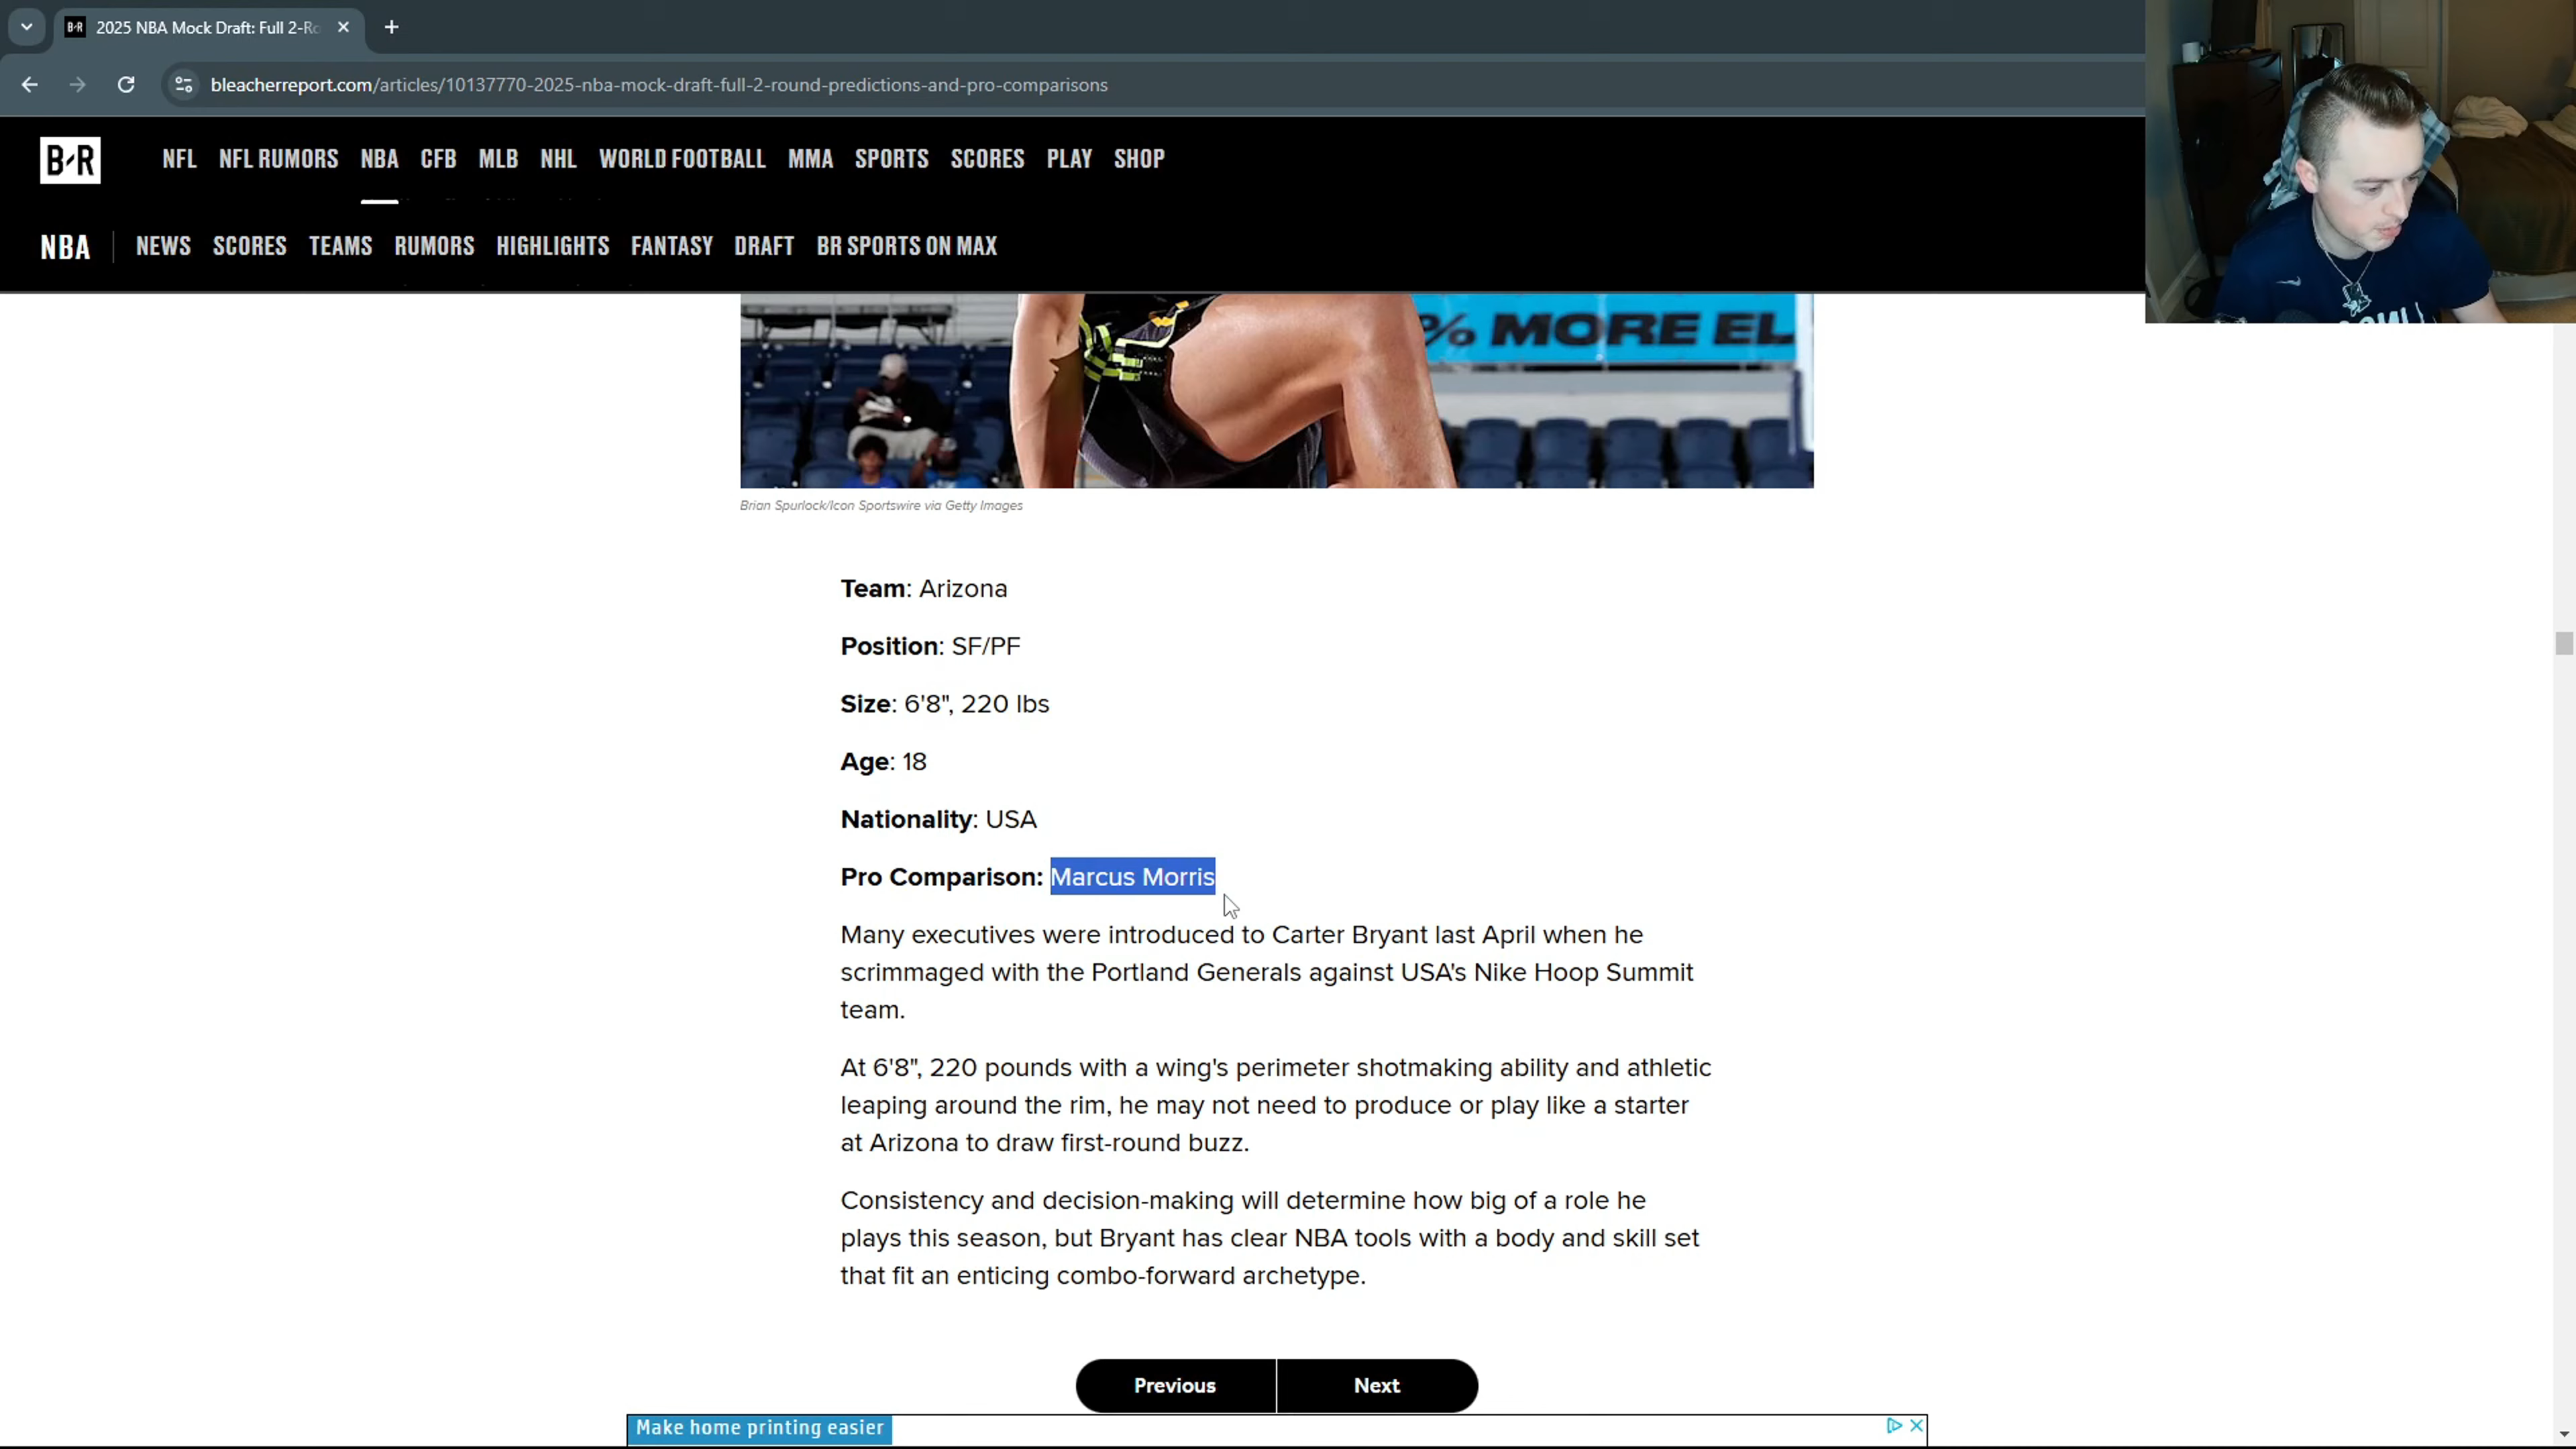 2025 NBA Mock Draft: Full 2-Ro
bleacherreport.com/articles/10137770-2025-nba-mock-draft-full-2-round-predictions-and-pro-comparisons
B-R NFL NFL RUMORS NBA CFB MLB NHL WORLD FOOTBALL MMA SPORTS SCORES PLAY SHOP
NBA NEWS SCORES TEAMS RUMORS HIGHLIGHTS FANTASY DRAFT BR SPORTS ON MAX
% MORE EL
Brian Spurlock/Icon Sportswire via Getty Images
Team: Arizona
Position: SF/PF
Size: 6'8", 220 lbs
Age: 18
Nationality: USA
Pro Comparison: Marcus Morris
Many executives were introduced to Carter Bryant last April when he
scrimmaged with the Portland Generals against USA's Nike Hoop Summit
team.
At 6'8", 220 pounds with a wing's perimeter shotmaking ability and athletic
leaping around the rim, he may not need to produce or play like a starter
at Arizona to draw first-round buzz.
Consistency and decision-making will determine how big of a role he
plays this season, but Bryant has clear NBA tools with a body and skill set
that fit an enticing combo-forward archetype.
Previous Next
Make home printing easier